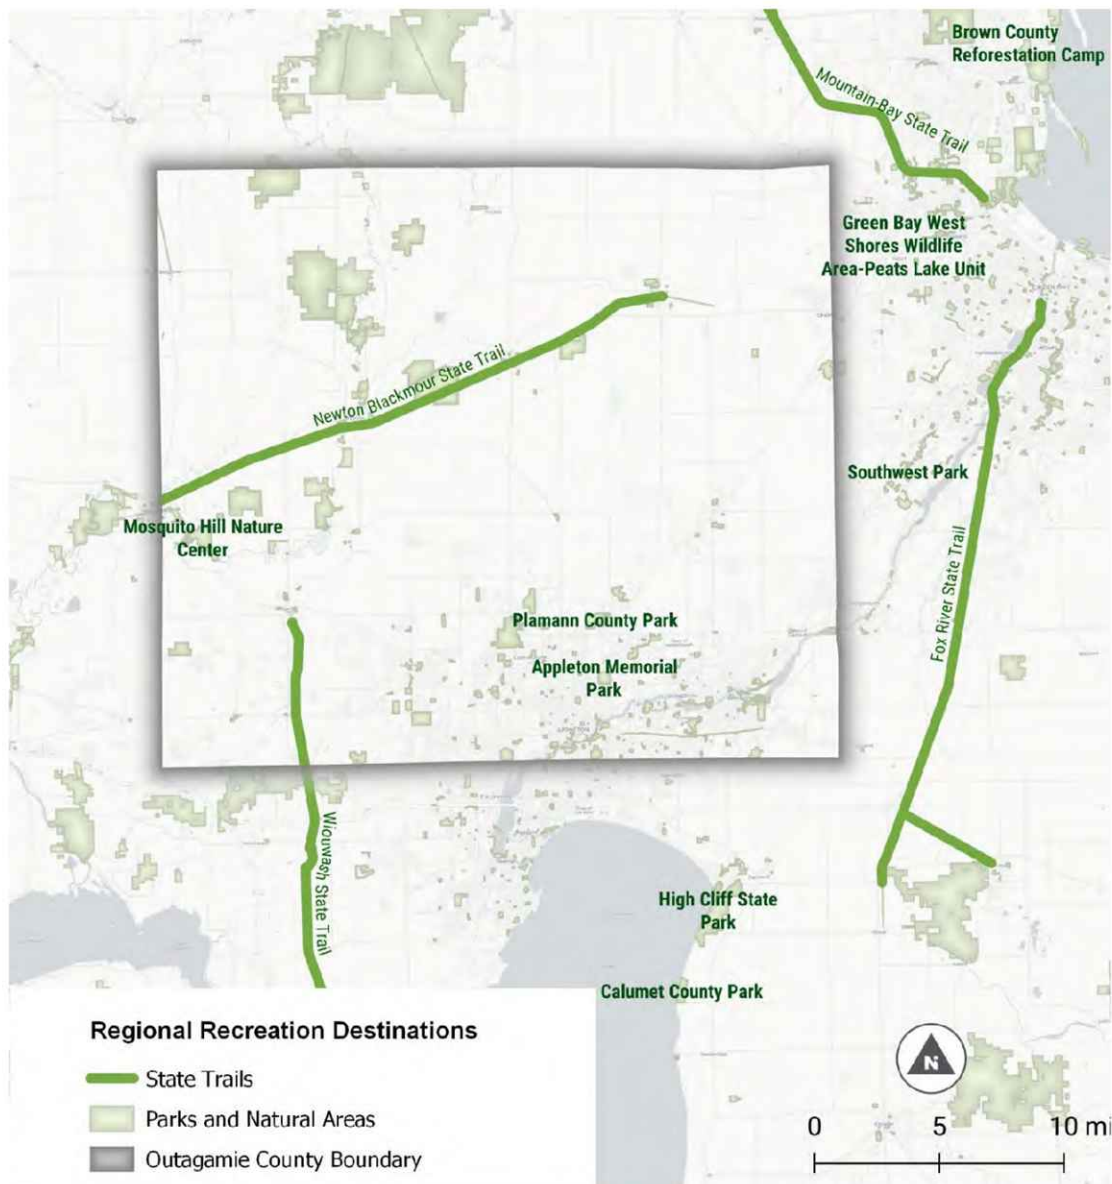 Brown County
Reforestation Camp
Mountain-Bay State Trail
Green Bay West
Shores Wildlife
Area-Peats Lake Unit
Newton Blackmour State Trail
Southwest Park
Mosquito Hill Nature
Center
Fox River State Trail
Plamann County Park
Appleton Memorial
Park
Wiouwash State Trail
High Cliff State
Park
Calumet County Park
Regional Recreation Destinations
State Trails
Parks and Natural Areas
Outagamie County Boundary
N
0 5 10 mi